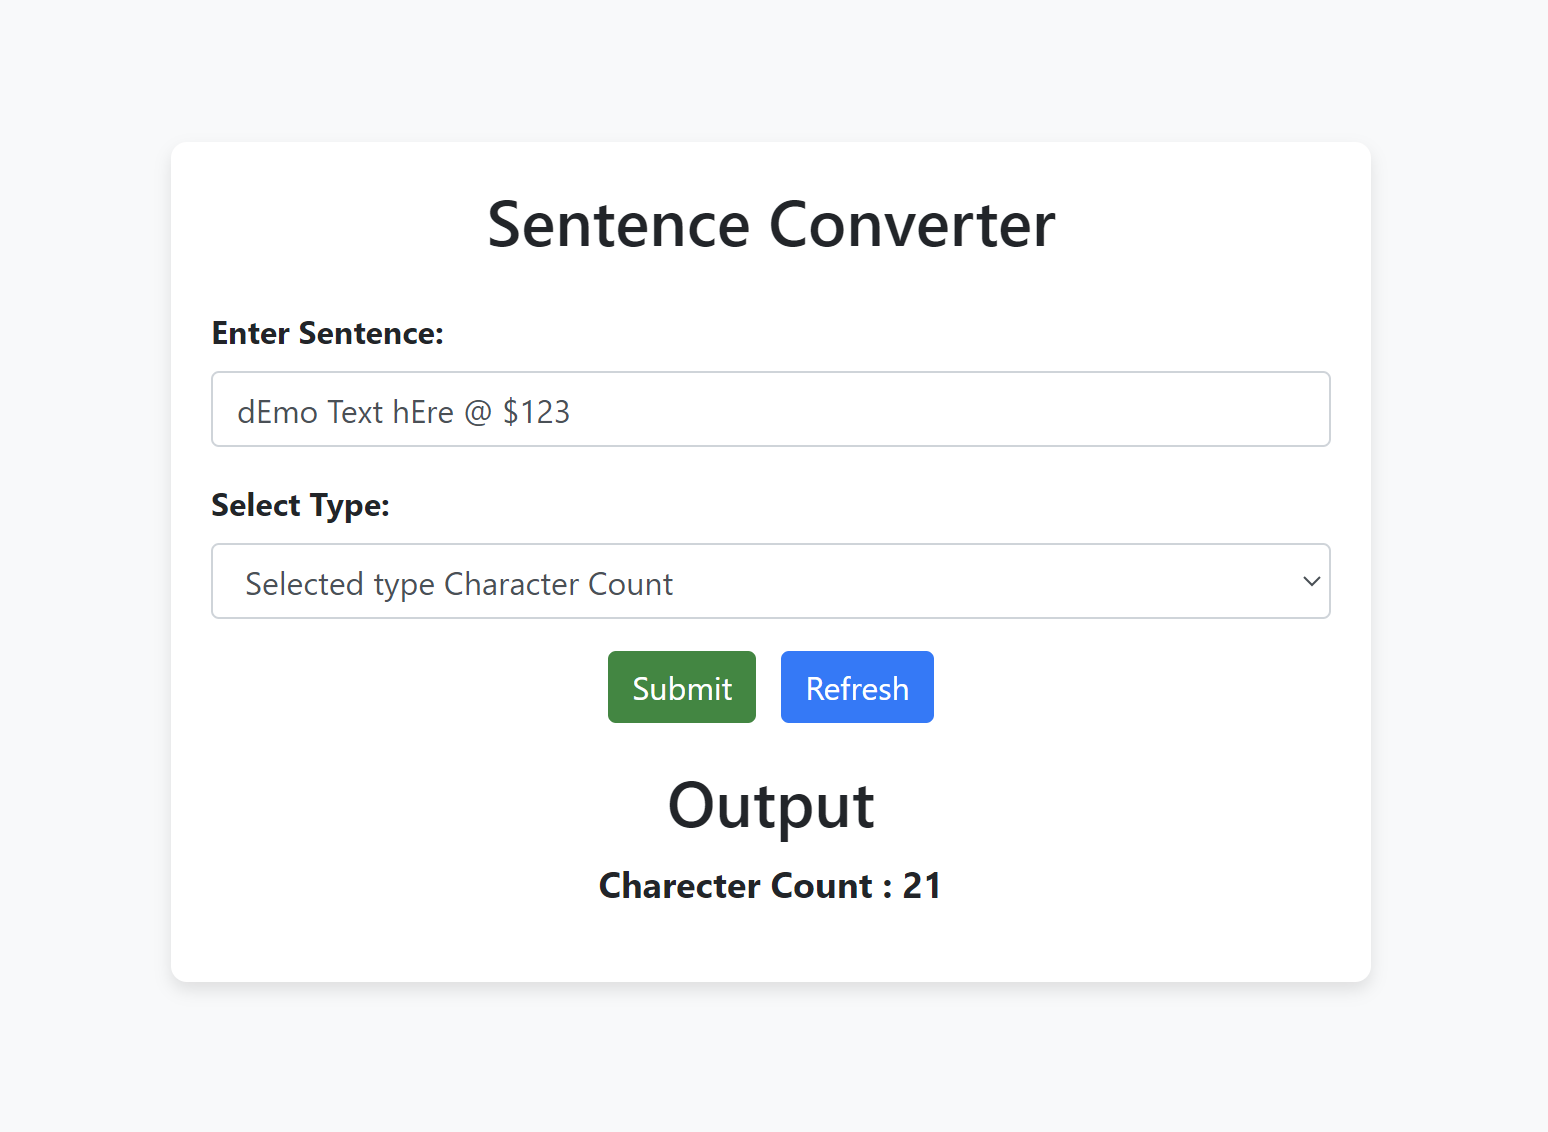 Sentence Converter
Enter Sentence:
dEmo Text hEre @ $123
Select Type:
Selected type Character Count
Submit Refresh
Output
Charecter Count : 21